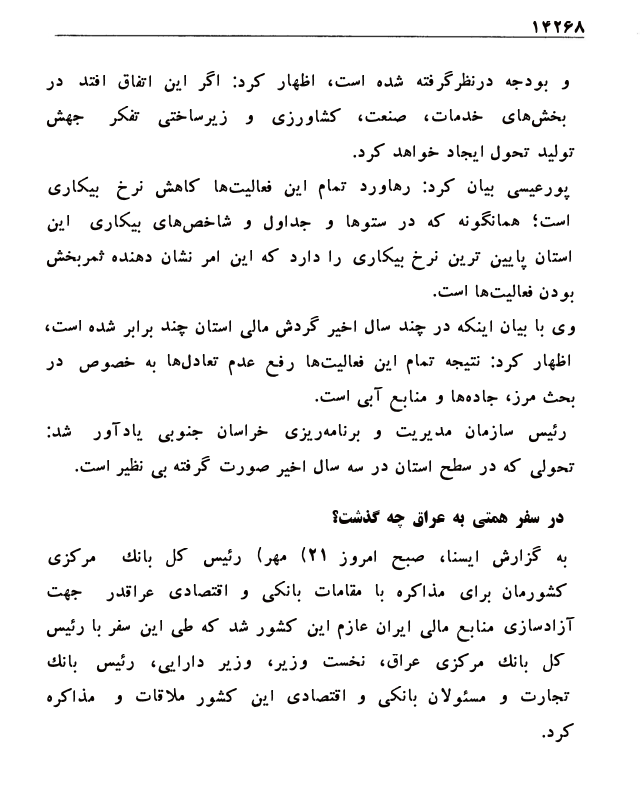 ۱۴۲۶۸
و بودجه درنظرگرفته شده است، اظهار کرد: اگر این اتفاق افتد در
بخش‌های خدمات، صنعت، کشاورزی و زیرساختی تفکر جهش
تولید تحول ایجاد خواهد کرد.
پورعیسی بیان کرد: رهاورد تمام این فعالیت‌ها کاهش نرخ بیکاری
است؛ همانگونه که در ستوها و جداول و شاخص‌های بیکاری این
استان پایین ترین نرخ بیکاری را دارد که این امر نشان دهنده ثمربخش
بودن فعالیت‌ها است.
وی با بیان اینکه در چند سال اخیر گردش مالی استان چند برابر شده است،
اظهار کرد: نتیجه تمام این فعالیت‌ها رفع عدم تعادل‌ها به خصوص در
بحث مرز، جاده‌ها و منابع آبی است.
رئیس سازمان مدیریت و برنامه‌ریزی خراسان جنوبی یادآور شد:
تحولی که در سطح استان در سه سال اخیر صورت گرفته بی نظیر است.
در سفر همتی به عراق چه گذشت؟
به گزارش ایسنا، صبح امروز ۲۱) مهر) رئیس کل بانک مرکزی
کشورمان برای مذاکره با مقامات بانکی و اقتصادی عراقدر جهت
آزادسازی منابع مالی ایران عازم این کشور شد که طی این سفر با رئیس
کل بانک مرکزی عراق، نخست وزیر، وزیر دارایی، رئیس بانک
تجارت و مسئولان بانکی و اقتصادی این کشور ملاقات و مذاکره
کرد.